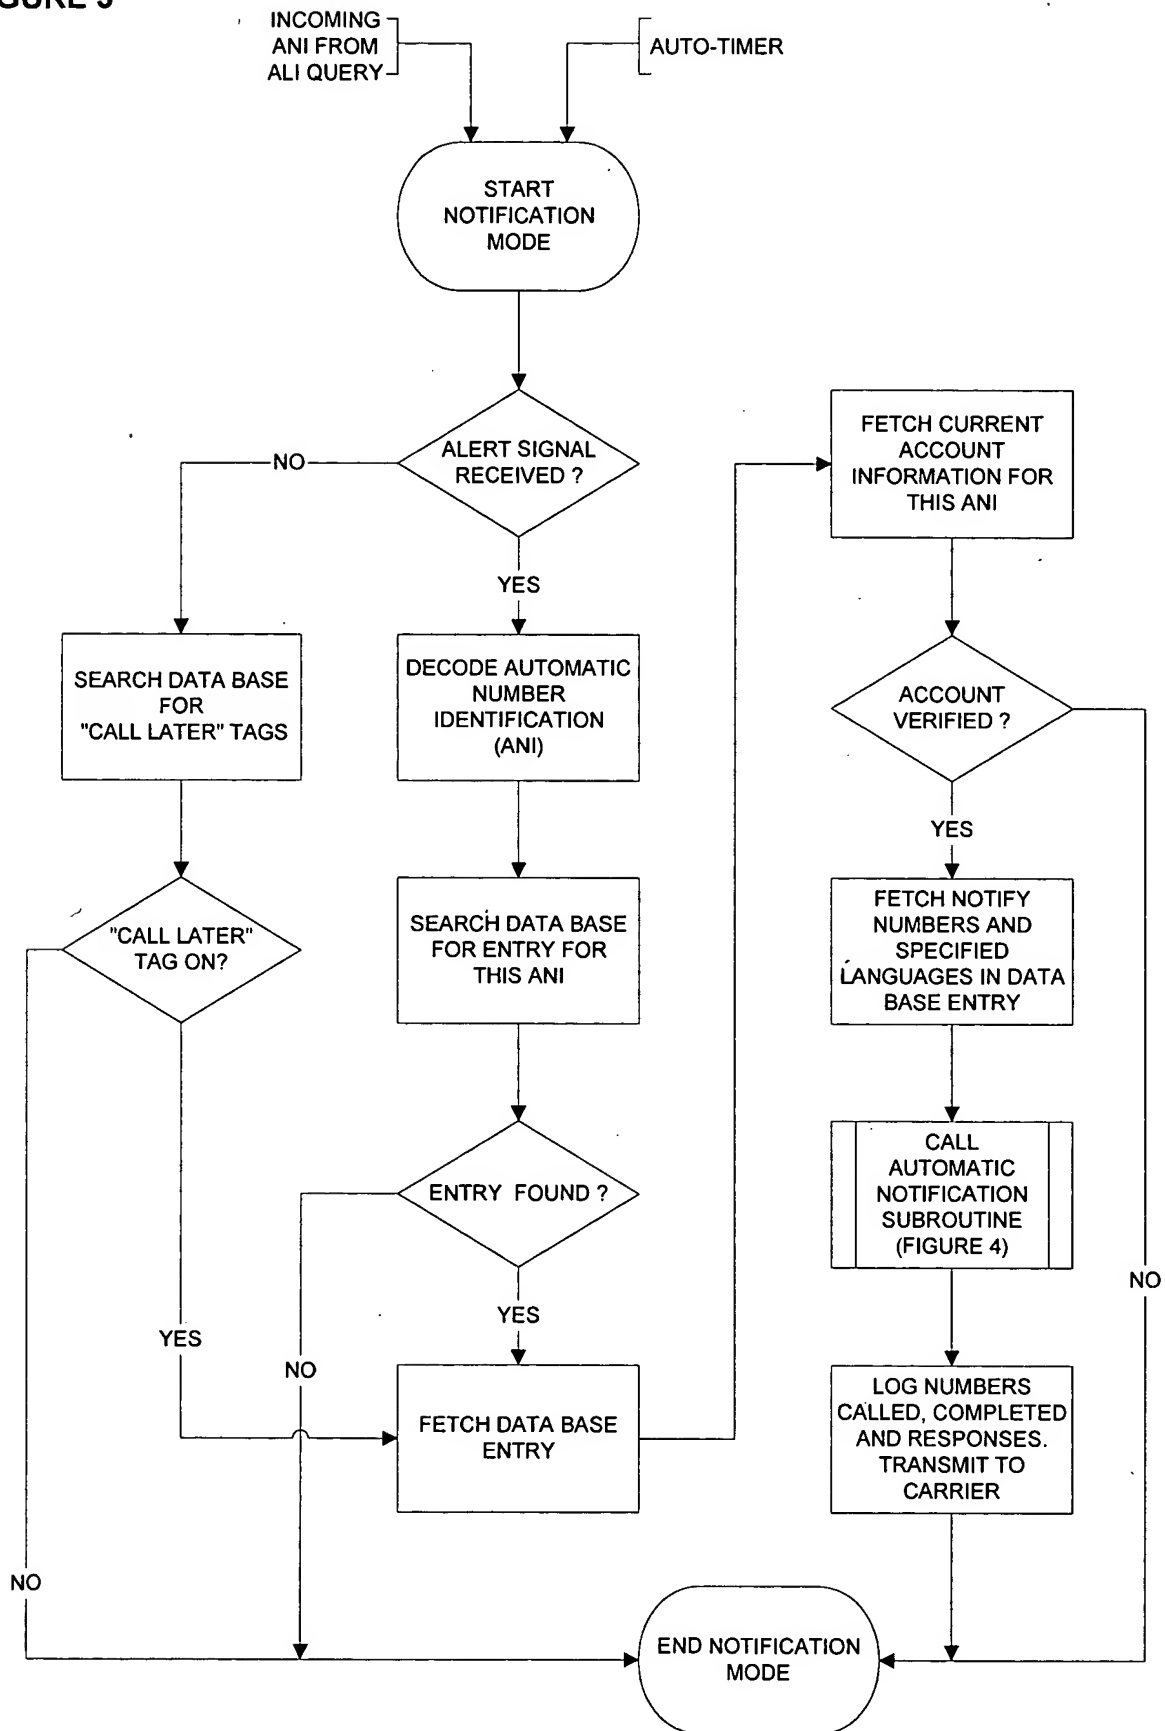 INCOMING
ANI FROM
ALI QUERY
AUTO-TIMER
START
NOTIFICATION
MODE
ALERT SIGNAL
RECEIVED ?
NO
YES
FETCH CURRENT
ACCOUNT
INFORMATION FOR
THIS ANI
SEARCH DATA BASE
FOR
"CALL LATER" TAGS
DECODE AUTOMATIC
NUMBER
IDENTIFICATION
(ANI)
ACCOUNT
VERIFIED ?
YES
"CALL LATER"
TAG ON?
SEARCH DATA BASE
FOR ENTRY FOR
THIS ANI
FETCH NOTIFY
NUMBERS AND
SPECIFIED
LANGUAGES IN DATA
BASE ENTRY
ENTRY FOUND ?
CALL
AUTOMATIC
NOTIFICATION
SUBROUTINE
(FIGURE 4)
NO
YES
YES
NO
FETCH DATA BASE
ENTRY
LOG NUMBERS
CALLED, COMPLETED
AND RESPONSES.
TRANSMIT TO
CARRIER
NO
END NOTIFICATION
MODE